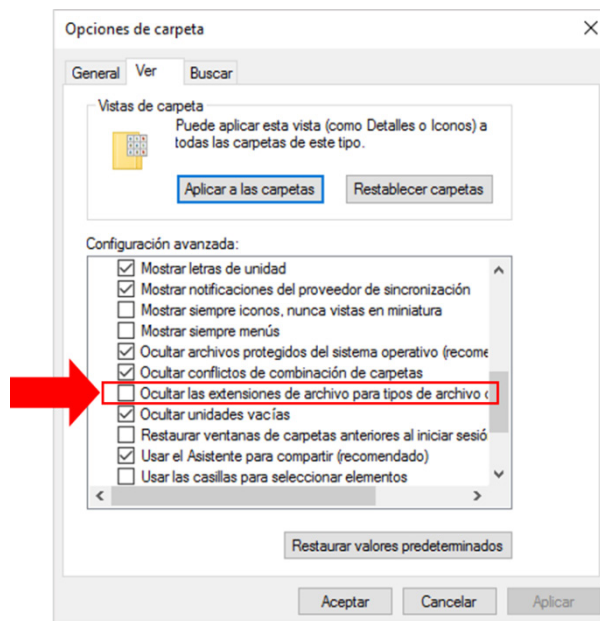 Opciones de carpeta
General Ver Buscar
Vistas de carpeta
Puede aplicar esta vista (como Detalles o Iconos) a
todas las carpetas de este tipo.
Aplicar a las carpetas Restablecer carpetas
Configuración avanzada:
Mostrar letras de unidad
Mostrar notificaciones del proveedor de sincronización
Mostrar siempre iconos, nunca vistas en miniatura
Mostrar siempre menús
Ocultar archivos protegidos del sistema operativo (recome
Ocultar conflictos de combinación de carpetas
Ocultar las extensiones de archivo para tipos de archivo c
Ocultar unidades vacías
Restaurar ventanas de carpetas anteriores al iniciar sesió
Usar el Asistente para compartir (recomendado)
Usar las casillas para seleccionar elementos
Restaurar valores predeterminados
Aceptar Cancelar Aplicar